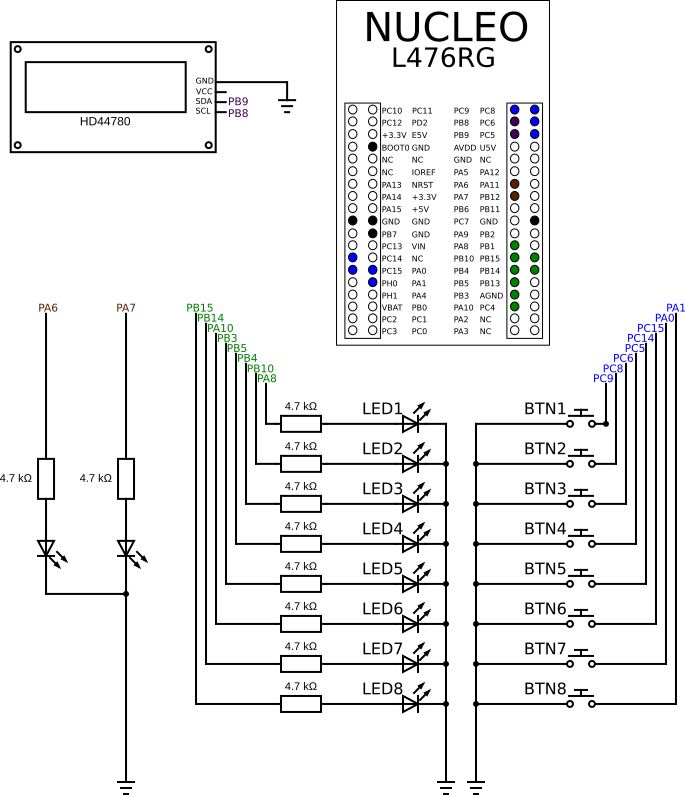 NUCLEO
L476RG
GND
VCC
SDA PB9
SCL PB8
HD44780
PC10 PC11 PC9 PC8
PC12 PD2 PB8 PC6
+3.3V E5V PB9 PC5
BOOT0 GND AVDD U5V
NC NC GND NC
NC IOREF PA5 PA12
PA13 NRST PA6 PA11
PA14 +3.3V PA7 PB12
PA15 +5V PB6 PB11
GND GND PC7 GND
PB7 GND PA9 PB2
PC13 VIN PA8 PB1
PC14 NC PB10 PB15
PC15 PA0 PB4 PB14
PH0 PA1 PB5 PB13
PH1 PA4 PB3 AGND
VBAT PB0 PA10 PC4
PC2 PC1 PA2 NC
PC3 PC0 PA3 NC
PA6 PA7
4.7 kΩ 4.7 kΩ
PB15
PB14
PA10
PB3
PB5
PB4
PB10
PA8
PA1
PA0
PC15
PC14
PC5
PC6
PC8
PC9
4.7 kΩ LED1 BTN1
4.7 kΩ LED2 BTN2
4.7 kΩ LED3 BTN3
4.7 kΩ LED4 BTN4
4.7 kΩ LED5 BTN5
4.7 kΩ LED6 BTN6
4.7 kΩ LED7 BTN7
4.7 kΩ LED8 BTN8